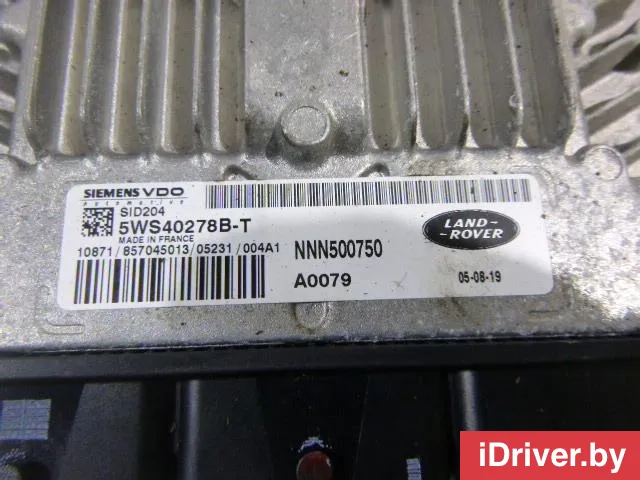 SIEMENS VDO
Automotive
SID204
5WS40278B-T
MADE IN FRANCE
10871/857045013/05231/004A1
NNN500750
A0079
LAND-
-ROVER
05-08-19
iDriver.by